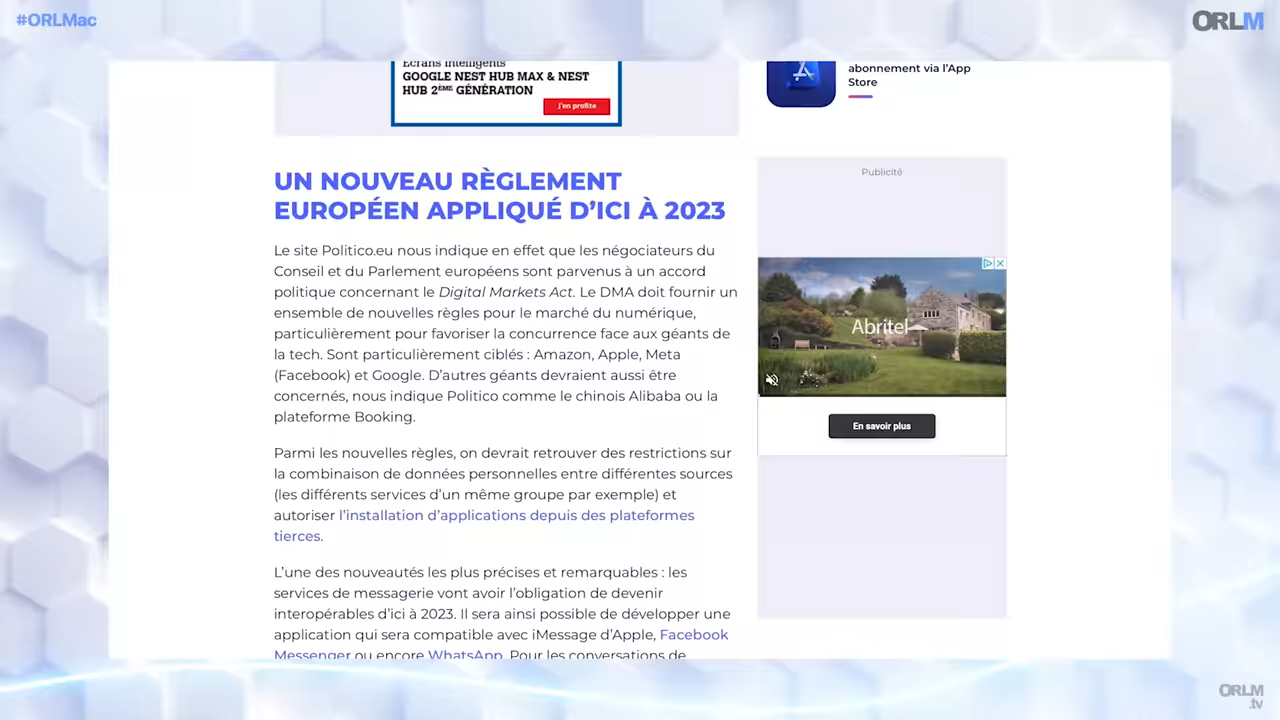 #ORLMac
ORLM
Écrans intelligents
GOOGLE NEST HUB MAX & NEST
HUB 2ÈME GÉNÉRATION
J'en profite
abonnement via l'App
Store
UN NOUVEAU RÈGLEMENT
EUROPÉEN APPLIQUÉ D'ICI À 2023
Le site Politico.eu nous indique en effet que les négociateurs du
Conseil et du Parlement européens sont parvenus à un accord
politique concernant le Digital Markets Act. Le DMA doit fournir un
ensemble de nouvelles règles pour le marché du numérique,
particulièrement pour favoriser la concurrence face aux géants de
la tech. Sont particulièrement ciblés : Amazon, Apple, Meta
(Facebook) et Google. D'autres géants devraient aussi être
concernés, nous indique Politico comme le chinois Alibaba ou la
plateforme Booking.
Parmi les nouvelles règles, on devrait retrouver des restrictions sur
la combinaison de données personnelles entre différentes sources
(les différents services d'un même groupe par exemple) et
autoriser l'installation d'applications depuis des plateformes
tierces.
L'une des nouveautés les plus précises et remarquables : les
services de messagerie vont avoir l'obligation de devenir
interopérables d'ici à 2023. Il sera ainsi possible de développer une
application qui sera compatible avec iMessage d'Apple, Facebook
Messenger ou encore WhatsApp. Pour les conversations de
Publicité
Abritel
En savoir plus
ORLM
.tv